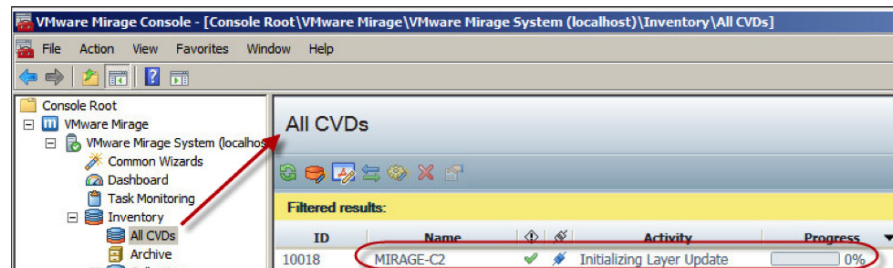 VMware Mirage Console - [Console Root\VMware Mirage\VMware Mirage System (localhost)\Inventory\All CVDs]
File Action View Favorites Window Help
Console Root
VMware Mirage
VMware Mirage System (localhos
Common Wizards
Dashboard
Task Monitoring
Inventory
All CVDs
Archive
All CVDs
Filtered results:
ID Name Activity Progress
10018 MIRAGE-C2 Initializing Layer Update 0%